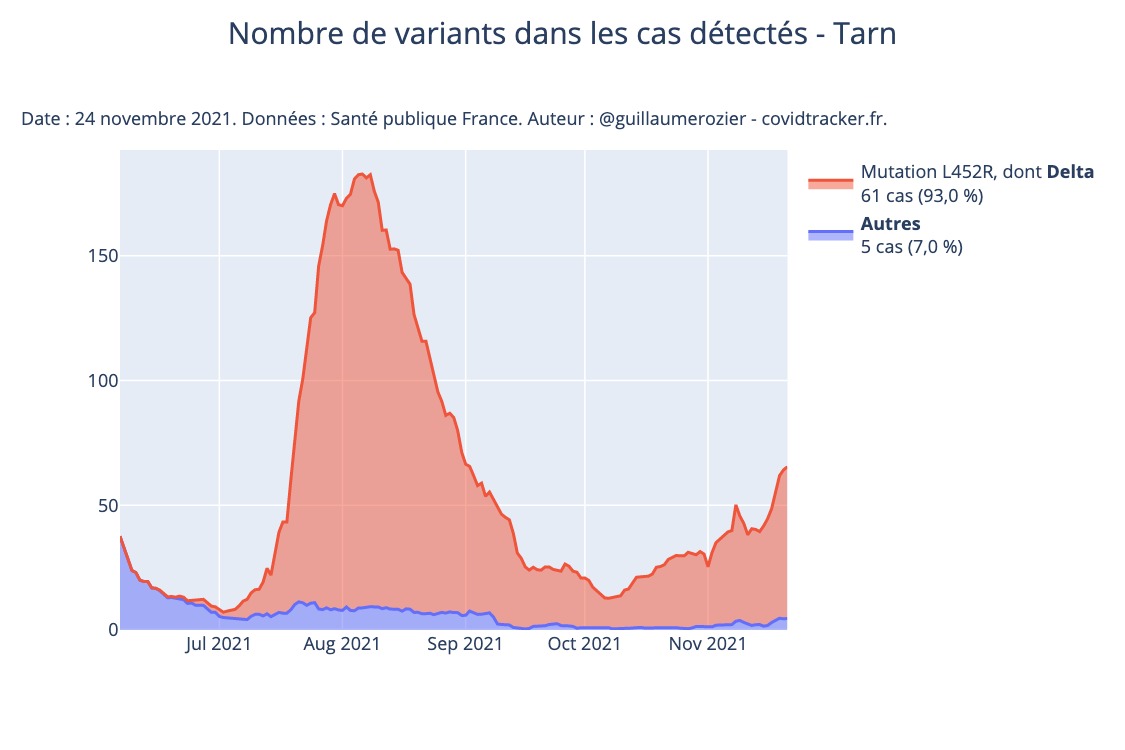 Nombre de variants dans les cas détectés - Tarn
Date : 24 novembre 2021. Données : Santé publique France. Auteur : @guillaumerozier - covidtracker.fr.
Mutation L452R, dont Delta
61 cas (93,0 %)
Autres
5 cas (7,0 %)
150
100
50
0
Jul 2021 Aug 2021 Sep 2021 Oct 2021 Nov 2021